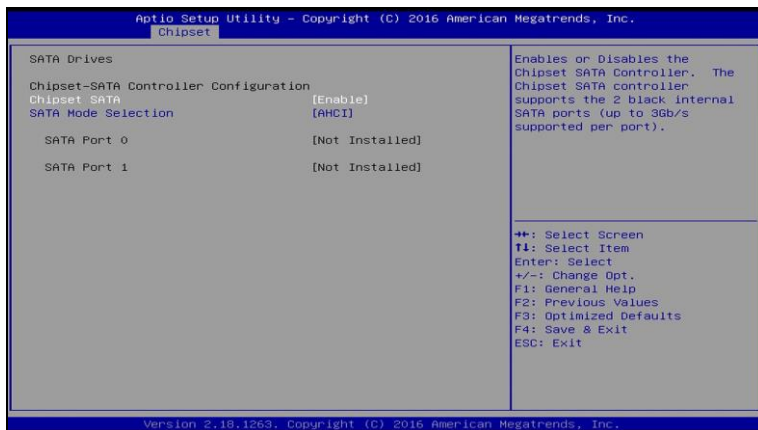 Aptio Setup Utility – Copyright (C) 2016 American Megatrends, Inc.
Chipset
SATA Drives
Chipset-SATA Controller Configuration
Chipset SATA [Enable]
SATA Mode Selection [AHCI]
SATA Port 0 [Not Installed]
SATA Port 1 [Not Installed]
Enables or Disables the
Chipset SATA Controller. The
Chipset SATA controller
supports the 2 black internal
SATA ports (up to 3Gb/s
supported per port).
→←: Select Screen
↑↓: Select Item
Enter: Select
+/-: Change Opt.
F1: General Help
F2: Previous Values
F3: Optimized Defaults
F4: Save & Exit
ESC: Exit
Version 2.18.1263. Copyright (C) 2016 American Megatrends, Inc.